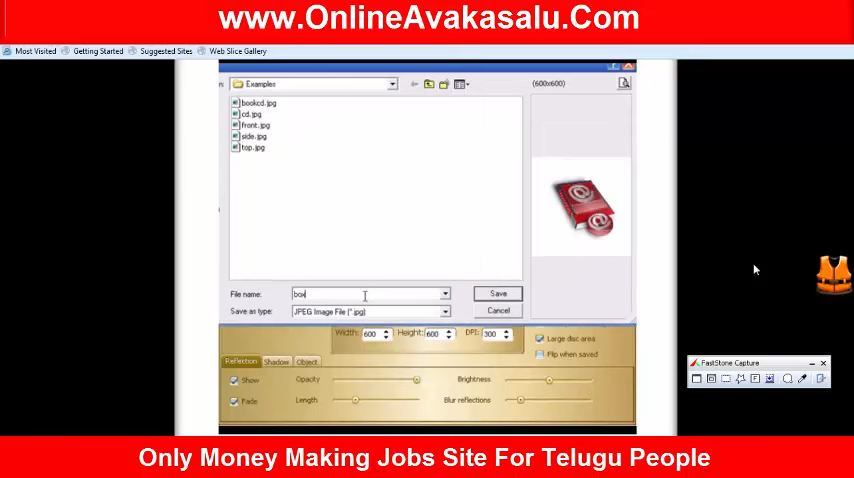 www.OnlineAvakasalu.Com
Most Visited Getting Started Suggested Sites Web Slice Gallery
Examples (600x600)
bookcd.jpg
cd.jpg
front.jpg
side.jpg
top.jpg
File name: box Save
Save as type: JPEG Image File (*.jpg) Cancel
Width: 600 Height: 600 DPI: 300 Large disc area
Flip when saved
Reflection Shadow Object
Show Opacity Brightness
Fade Length Blur reflections
FastStone Capture
Only Money Making Jobs Site For Telugu People